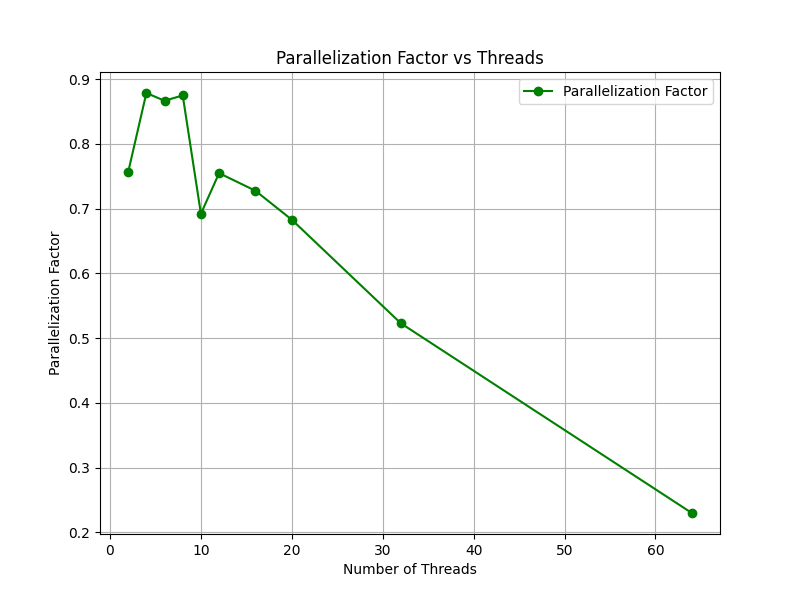 Parallelization Factor vs Threads
Parallelization Factor
Parallelization Factor
0.9
0.8
0.7
0.6
0.5
0.4
0.3
0.2
0 10 20 30 40 50 60
Number of Threads